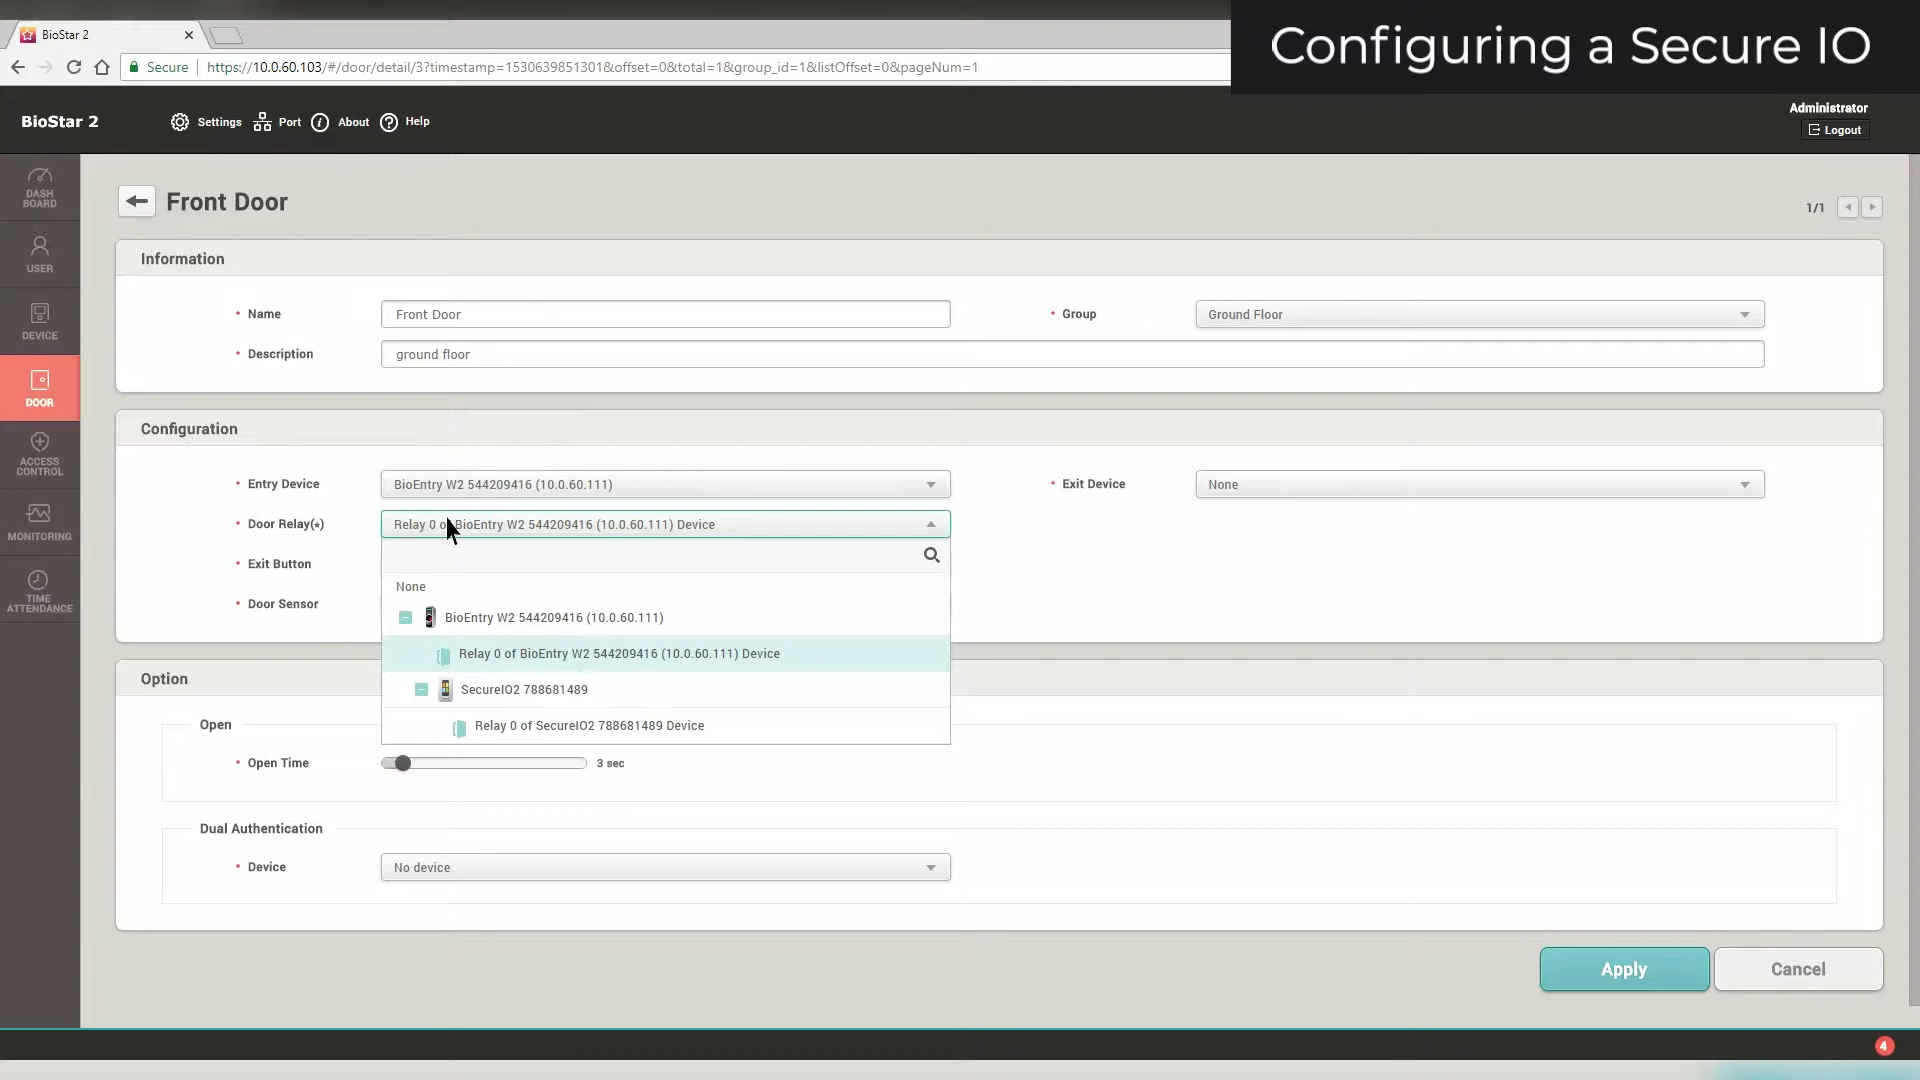 BioStar 2
Configuring a Secure IO
Secure
https://10.0.60.103/#/door/detail/3?timestamp=1530639851301&offset=0&total=1&group_id=1&listOffset=0&pageNum=1
BioStar 2
Settings
Port
About
Help
Administrator
Logout
DASH
BOARD
USER
DEVICE
DOOR
ACCESS
CONTROL
MONITORING
TIME
ATTENDANCE
Front Door
1/1
Information
Name
Front Door
Group
Ground Floor
Description
ground floor
Configuration
Entry Device
BioEntry W2 544209416 (10.0.60.111)
Exit Device
None
Door Relay(*)
Relay 0 of BioEntry W2 544209416 (10.0.60.111) Device
Exit Button
Door Sensor
None
BioEntry W2 544209416 (10.0.60.111)
Relay 0 of BioEntry W2 544209416 (10.0.60.111) Device
SecureIO2 788681489
Relay 0 of SecureIO2 788681489 Device
Option
Open
Open Time
3 sec
Dual Authentication
Device
No device
Apply
Cancel
4